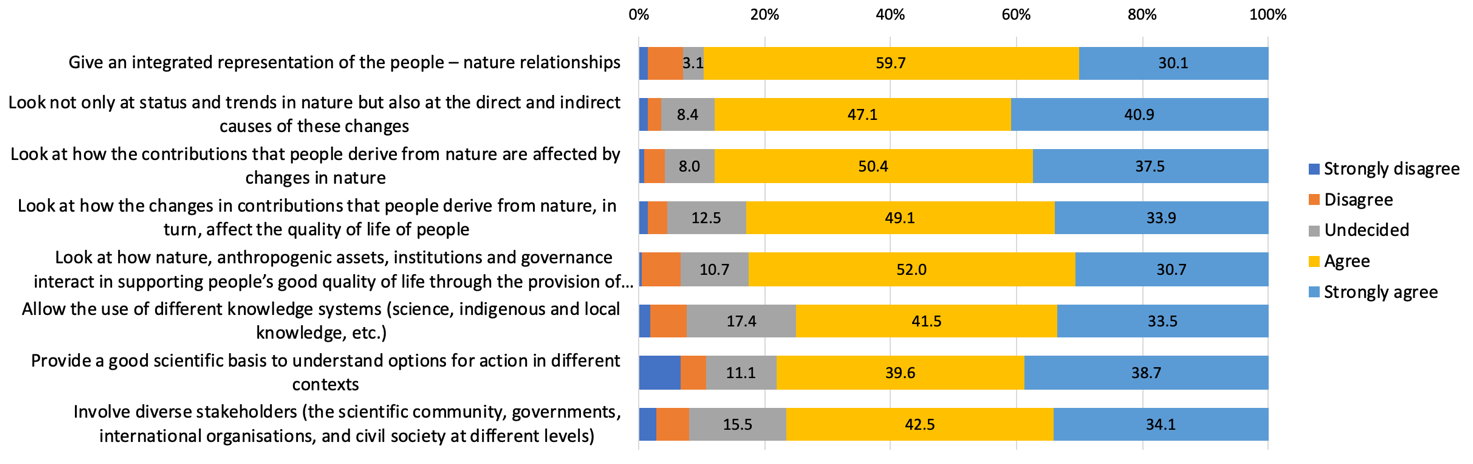 0% 20% 40% 60% 80% 100%
Give an integrated representation of the people – nature relationships
3.1 59.7 30.1
Look not only at status and trends in nature but also at the direct and indirect
causes of these changes
8.4 47.1 40.9
Look at how the contributions that people derive from nature are affected by
changes in nature
8.0 50.4 37.5
Look at how the changes in contributions that people derive from nature, in
turn, affect the quality of life of people
12.5 49.1 33.9
Look at how nature, anthropogenic assets, institutions and governance
interact in supporting people’s good quality of life through the provision of…
10.7 52.0 30.7
Allow the use of different knowledge systems (science, indigenous and local
knowledge, etc.)
17.4 41.5 33.5
Provide a good scientific basis to understand options for action in different
contexts
11.1 39.6 38.7
Involve diverse stakeholders (the scientific community, governments,
international organisations, and civil society at different levels)
15.5 42.5 34.1
Strongly disagree
Disagree
Undecided
Agree
Strongly agree